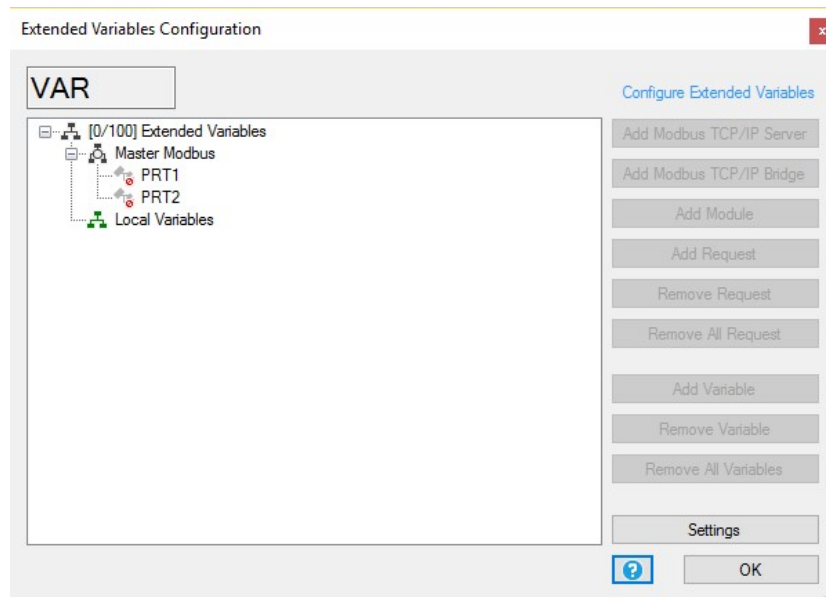 Extended Variables Configuration
x
VAR
Configure Extended Variables
[0/100] Extended Variables
Master Modbus
PRT1
PRT2
Local Variables
Add Modbus TCP/IP Server
Add Modbus TCP/IP Bridge
Add Module
Add Request
Remove Request
Remove All Request
Add Variable
Remove Variable
Remove All Variables
Settings
?
OK